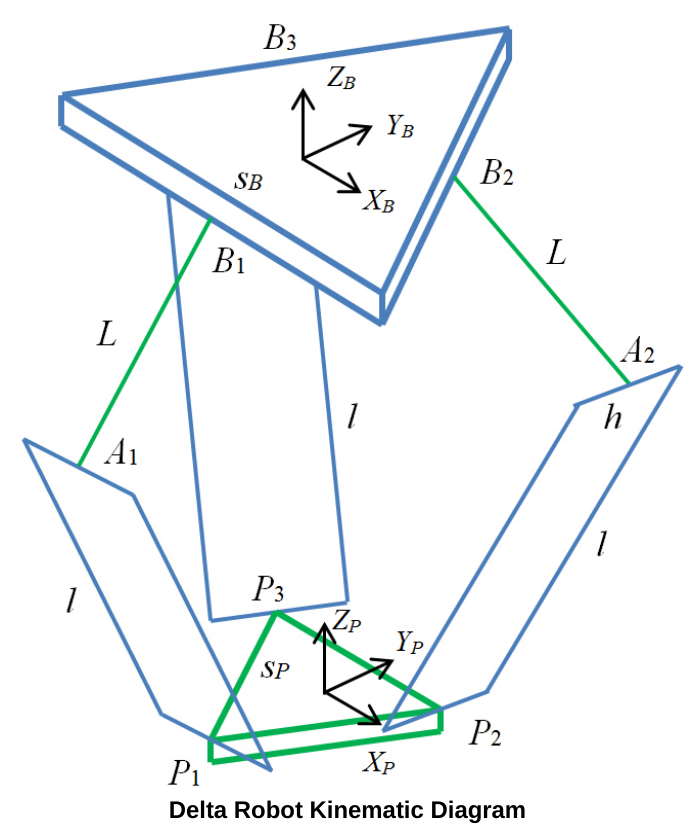 B3
ZB
YB
sB
XB
B2
B1
L
L
A2
h
l
A1
l
l
P3
ZP
YP
sP
P2
XP
P1
Delta Robot Kinematic Diagram